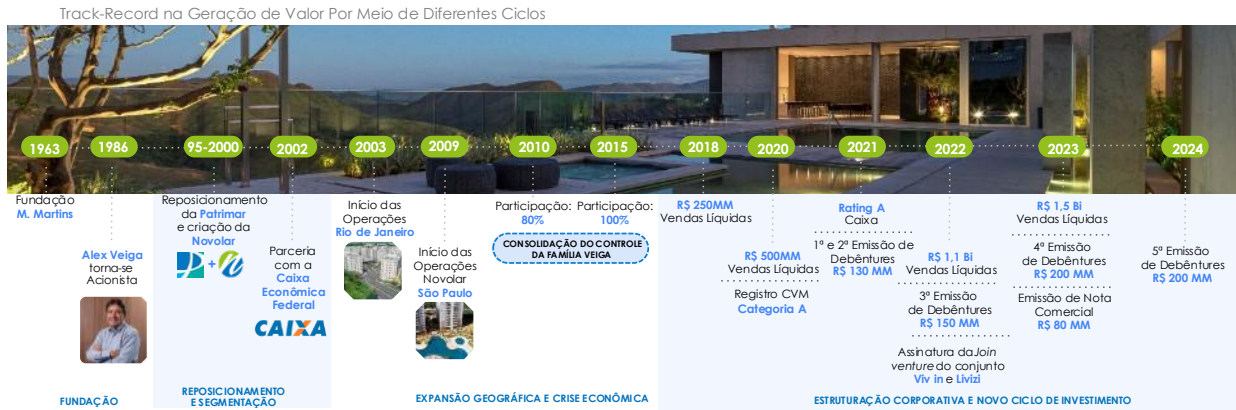 Track-Record na Geração de Valor Por Meio de Diferentes Ciclos
1963
1986
95-2000
2002
2003
2009
2010
2015
2018
2020
2021
2022
2023
2024
Fundação
M. Martins
Alex Veiga
torna-se
Acionista
Reposicionamento
da Patrimar
e criação da
Novolar
+
Parceria
com a
Caixa
Econômica
Federal
CAIXA
Início das
Operações
Rio de Janeiro
Início das
Operações
Novolar
São Paulo
Participação:
80%
Participação:
100%
CONSOLIDAÇÃO DO CONTROLE
DA FAMÍLIA VEIGA
R$ 250MM
Vendas Líquidas
R$ 500MM
Vendas Líquidas
Registro CVM
Categoria A
Rating A
Caixa
1ª e 2ª Emissão de
Debêntures
R$ 130 MM
R$ 1,1 Bi
Vendas Líquidas
3ª Emissão
de Debêntures
R$ 150 MM
Assinatura da Join
venture do conjunto
Viv in e Livizi
R$ 1,5 Bi
Vendas Líquidas
4ª Emissão
de Debêntures
R$ 200 MM
Emissão de Nota
Comercial
R$ 80 MM
5ª Emissão
de Debêntures
R$ 200 MM
FUNDAÇÃO
REPOSICIONAMENTO
E SEGMENTAÇÃO
EXPANSÃO GEOGRÁFICA E CRISE ECONÔMICA
ESTRUTURAÇÃO CORPORATIVA E NOVO CICLO DE INVESTIMENTO